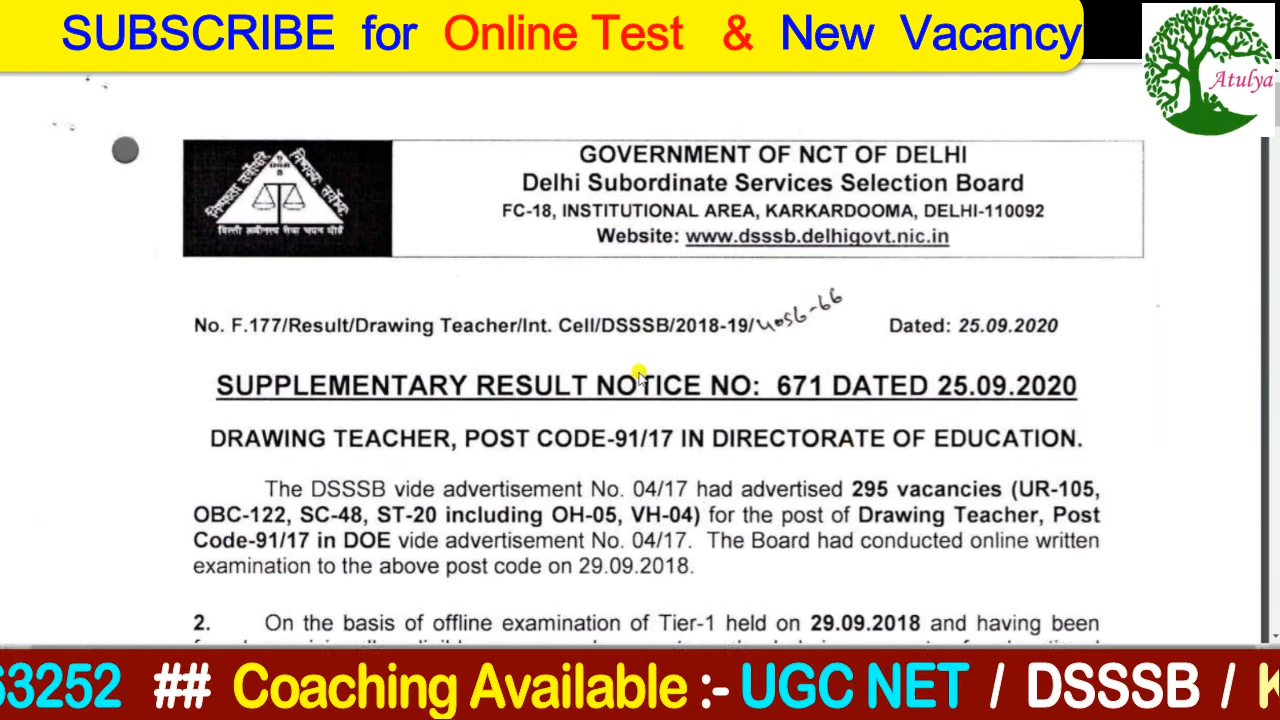 SUBSCRIBE for Online Test & New Vacancy
Atulya
GOVERNMENT OF NCT OF DELHI
Delhi Subordinate Services Selection Board
FC-18, INSTITUTIONAL AREA, KARKARDOOMA, DELHI-110092
Website: www.dsssb.delhigovt.nic.in
दिल्ली अधीनस्थ सेवा चयन बोर्ड
No. F.177/Result/Drawing Teacher/Int. Cell/DSSSB/2018-19/4056-66 Dated: 25.09.2020
SUPPLEMENTARY RESULT NOTICE NO: 671 DATED 25.09.2020
DRAWING TEACHER, POST CODE-91/17 IN DIRECTORATE OF EDUCATION.
The DSSSB vide advertisement No. 04/17 had advertised 295 vacancies (UR-105,
OBC-122, SC-48, ST-20 including OH-05, VH-04) for the post of Drawing Teacher, Post
Code-91/17 in DOE vide advertisement No. 04/17. The Board had conducted online written
examination to the above post code on 29.09.2018.
2. On the basis of offline examination of Tier-1 held on 29.09.2018 and having been
63252 ## Coaching Available :- UGC NET / DSSSB / K